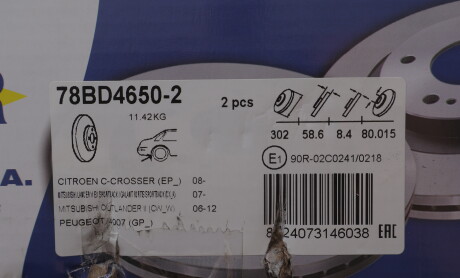 78BD4650-2
2 pcs
11.42KG
302 58.6 8.4 80.015
E1 90R-02C0241/0218
CITROEN C-CROSSER (EP_) 08-
07-
MITSUBISHI OUTLANDER II (CW_W) 06-12
PEUGEOT 4007 (GP_)
24073146038
EAC
R
.A.